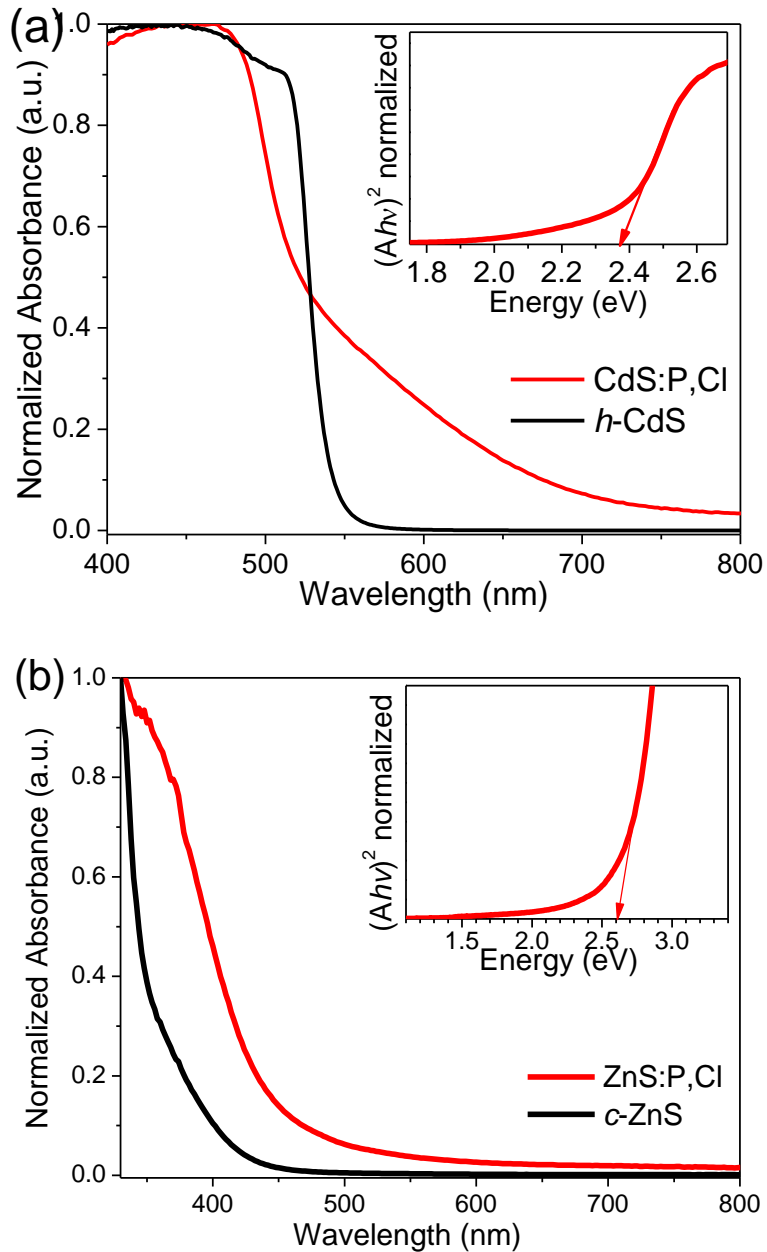 (a)
1.0
0.8
0.6
0.4
0.2
0.0
Normalized Absorbance (a.u.)
400 500 600 700 800
Wavelength (nm)
(Ahν)² normalized
1.8 2.0 2.2 2.4 2.6
Energy (eV)
CdS:P,Cl
h-CdS
(b)
1.0
0.8
0.6
0.4
0.2
0.0
Normalized Absorbance (a.u.)
400 500 600 700 800
Wavelength (nm)
(Ahν)² normalized
1.5 2.0 2.5 3.0
Energy (eV)
ZnS:P,Cl
c-ZnS